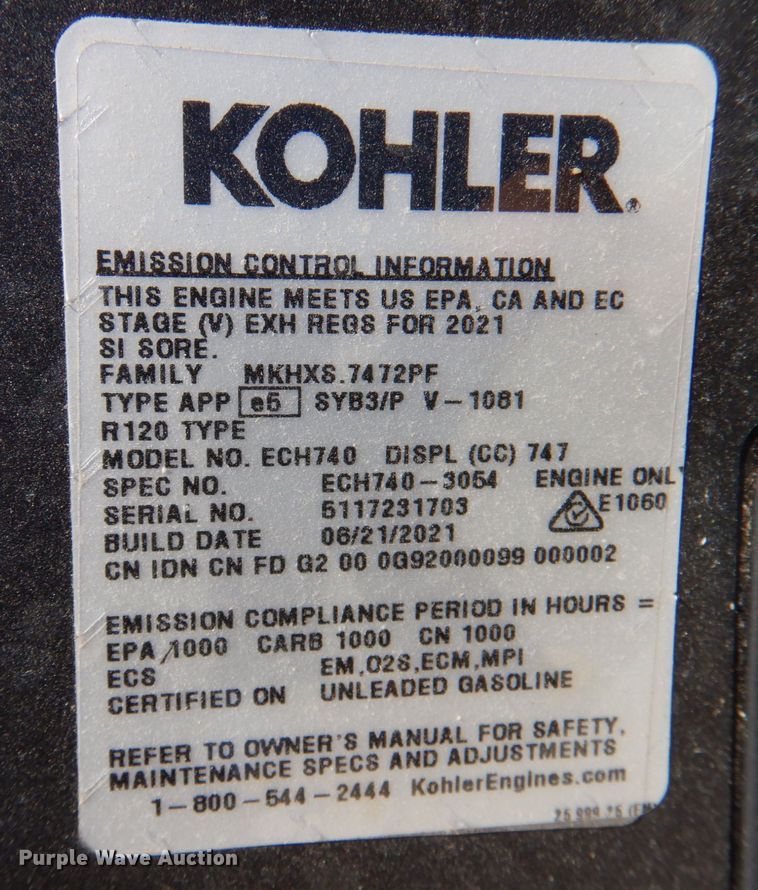 KOHLER®
EMISSION CONTROL INFORMATION
THIS ENGINE MEETS US EPA, CA AND EC
STAGE (V) EXH REGS FOR 2021
SI SORE.
FAMILY MKHXS.7472PF
TYPE APP e5 SYB3/P V-1081
R120 TYPE
MODEL NO. ECH740 DISPL (CC) 747
SPEC NO. ECH740-3054 ENGINE ONLY
SERIAL NO. 5117231703 E1060
BUILD DATE 06/21/2021
CN IDN CN FD G2 00 0G92000099 000002
EMISSION COMPLIANCE PERIOD IN HOURS =
EPA 1000 CARB 1000 CN 1000
ECS EM,O2S,ECM,MPI
CERTIFIED ON UNLEADED GASOLINE
REFER TO OWNER'S MANUAL FOR SAFETY,
MAINTENANCE SPECS AND ADJUSTMENTS
1-800-544-2444 KohlerEngines.com
Purple Wave Auction